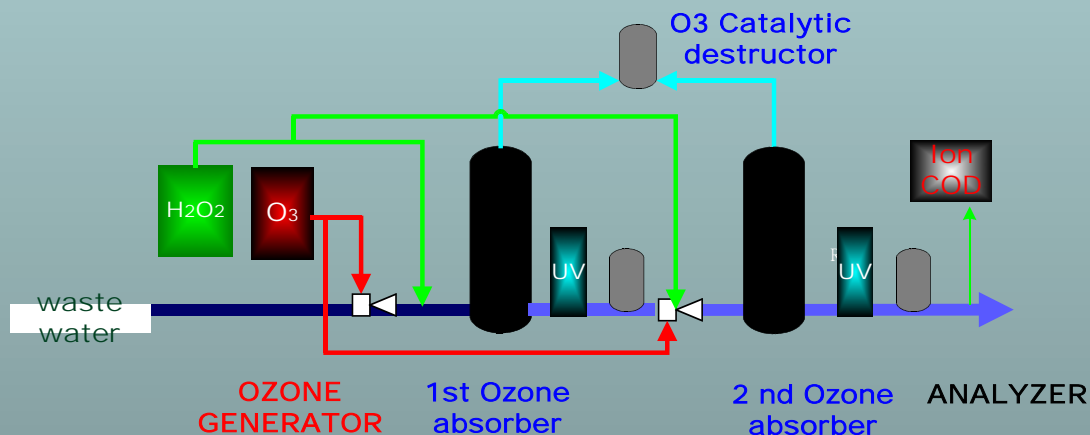 O3 Catalytic
destructor
Ion
COD
H2O2
O3
R
UV
UV
waste
water
OZONE
GENERATOR
1st Ozone
absorber
2 nd Ozone
absorber
ANALYZER